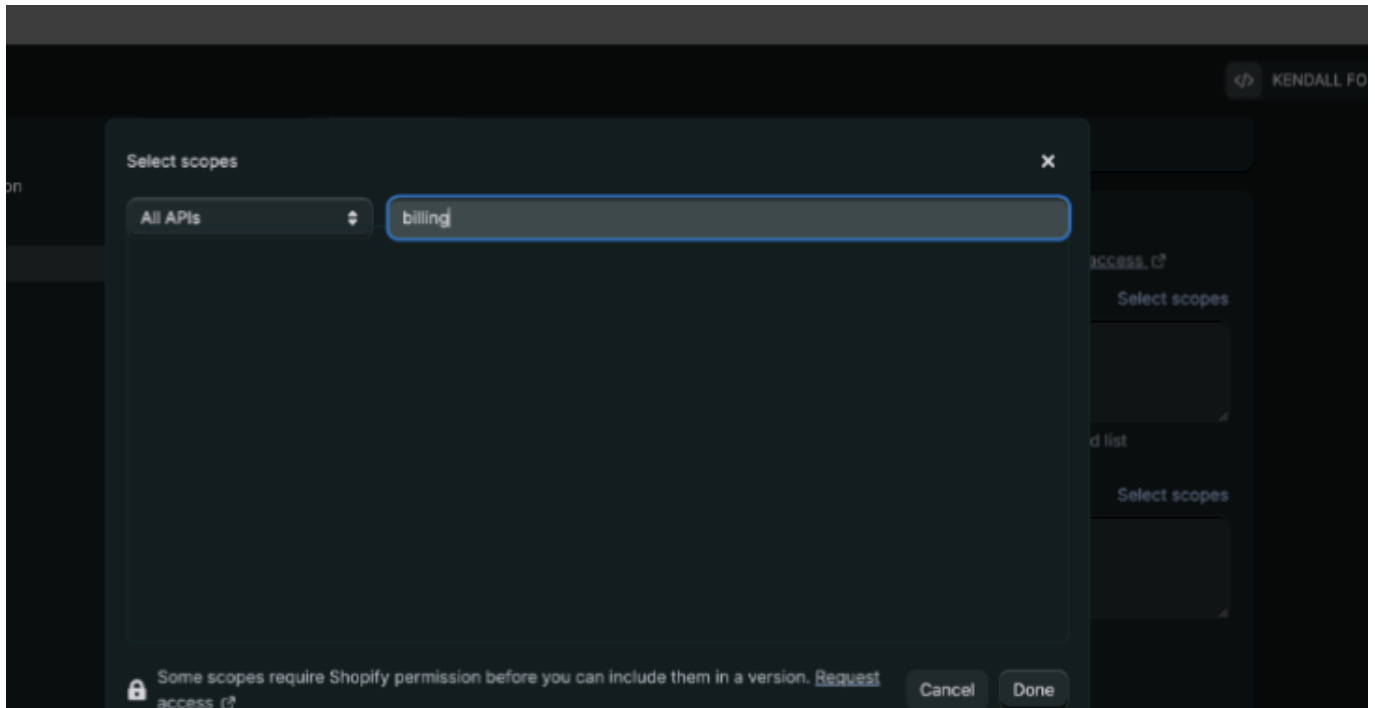 KENDALL FO
Select scopes
on
All APIs
billing
access
Select scopes
d list
Select scopes
Some scopes require Shopify permission before you can include them in a version. Request
access
Cancel
Done